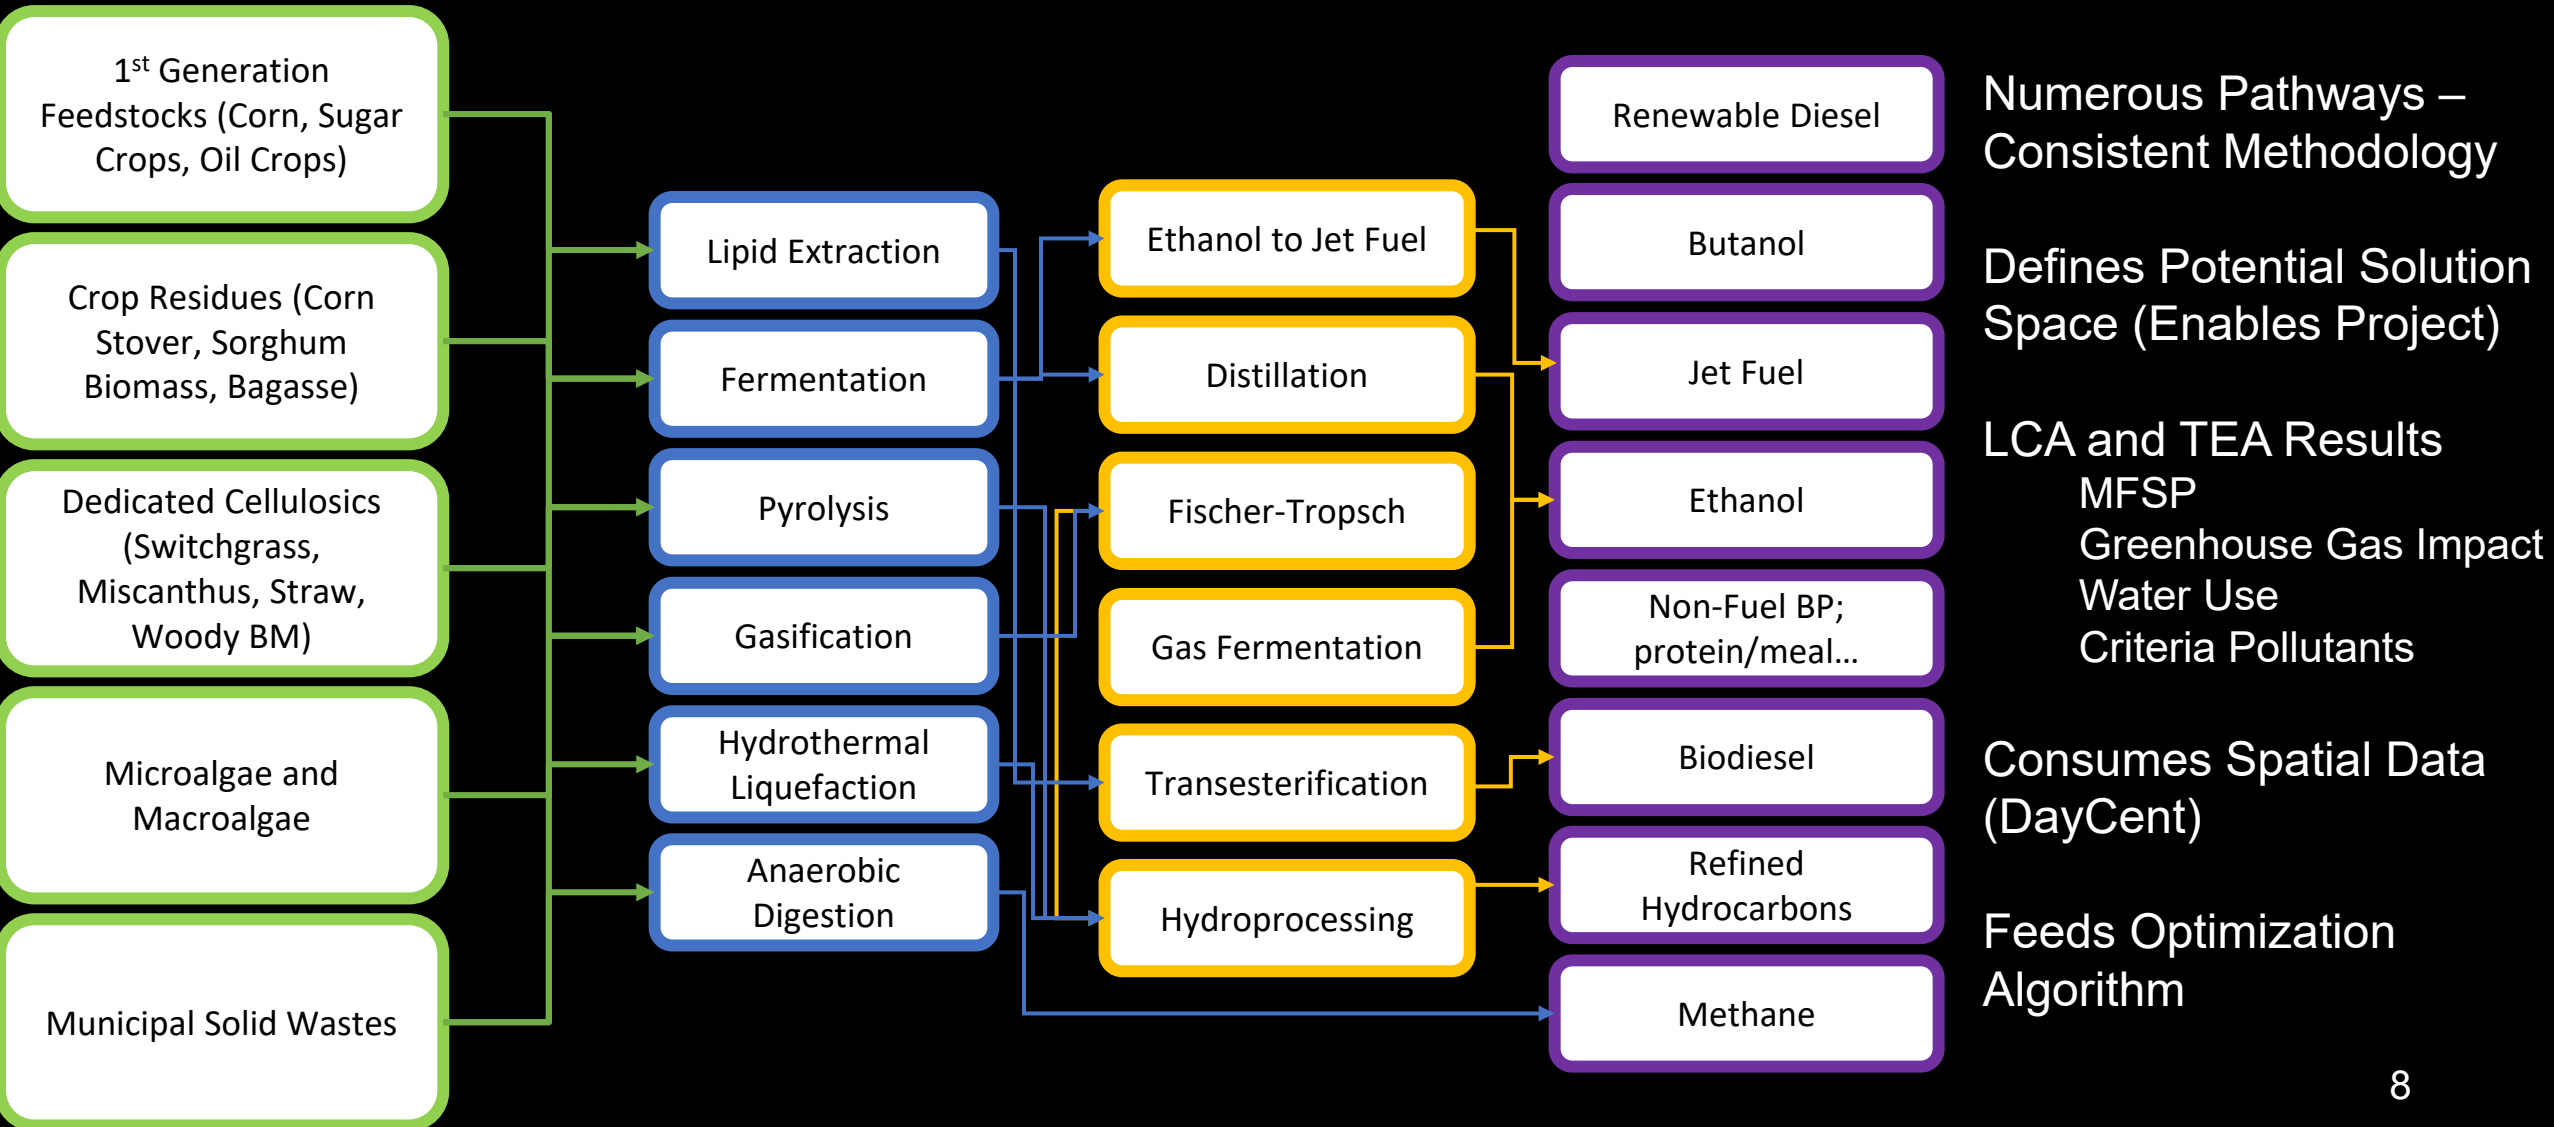 1st Generation
Feedstocks (Corn, Sugar
Crops, Oil Crops)
Crop Residues (Corn
Stover, Sorghum
Biomass, Bagasse)
Dedicated Cellulosics
(Switchgrass,
Miscanthus, Straw,
Woody BM)
Microalgae and
Macroalgae
Municipal Solid Wastes
Lipid Extraction
Fermentation
Pyrolysis
Gasification
Hydrothermal
Liquefaction
Anaerobic
Digestion
Ethanol to Jet Fuel
Distillation
Fischer-Tropsch
Gas Fermentation
Transesterification
Hydroprocessing
Renewable Diesel
Butanol
Jet Fuel
Ethanol
Non-Fuel BP;
protein/meal…
Biodiesel
Refined
Hydrocarbons
Methane
Numerous Pathways –
Consistent Methodology
Defines Potential Solution
Space (Enables Project)
LCA and TEA Results
MFSP
Greenhouse Gas Impact
Water Use
Criteria Pollutants
Consumes Spatial Data
(DayCent)
Feeds Optimization
Algorithm
8